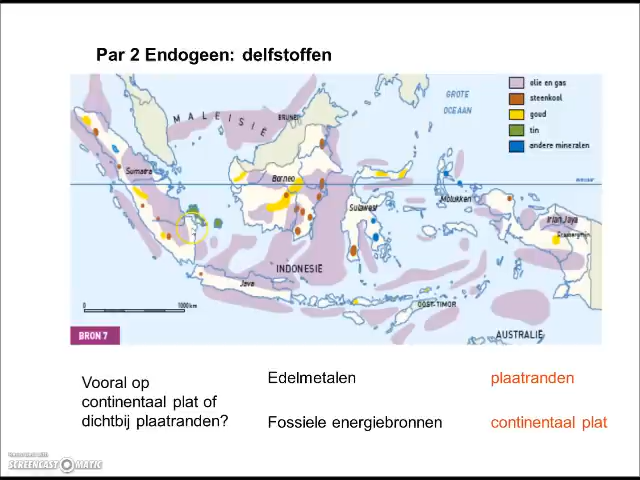 Par 2 Endogeen: delfstoffen
olie en gas
steenkool
goud
tin
andere mineralen
GROTE
OCEAAN
MALEISIË
BRUNEI
Sumatra
Borneo
Sulawesi
Molukken
Irian Jaya
INDONESIË
Java
OOST-TIMOR
AUSTRALIË
0
1000 km
BRON 7
Vooral op
continentaal plat of
dichtbij plaatranden?
Edelmetalen
plaatranden
Fossiele energiebronnen
continentaal plat
SCREENCAST MATIC